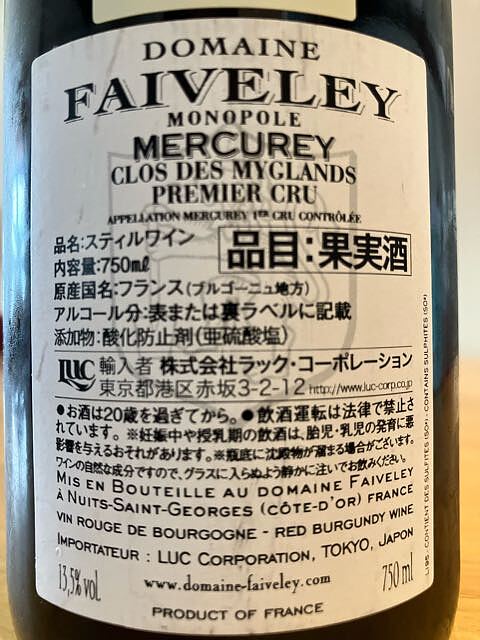 DOMAINE
FAIVELEY
MONOPOLE
MERCUREY
CLOS DES MYGLANDS
PREMIER CRU
APPELLATION MERCUREY 1ER CRU CONTRÔLÉE
品名:スティルワイン
品目:果実酒
内容量:750mℓ
原産国名:フランス(ブルゴーニュ地方)
アルコール分:表または裏ラベルに記載
添加物:酸化防止剤(亜硫酸塩)
LUC 輸入者 株式会社ラック・コーポレーション
東京都港区赤坂3-2-12 http://www.luc-corp.co.jp
●お酒は20歳を過ぎてから。●飲酒運転は法律で禁止さ
れています。※妊娠中や授乳期の飲酒は、胎児・乳児の発育に悪
影響を与えるおそれがあります。※瓶底に沈殿物が溜まる場合がございます。
ワインの自然な成分ですので、グラスに入らぬよう静かに注いでお飲みください。
MIS EN BOUTEILLE AU DOMAINE FAIVELEY
À NUITS-SAINT-GEORGES (CÔTE-D'OR) FRANCE
VIN ROUGE DE BOURGOGNE - RED BURGUNDY WINE
IMPORTATEUR : LUC CORPORATION, TOKYO, JAPON
13,5% vol.
www.domaine-faiveley.com
750 ml
PRODUCT OF FRANCE
L195 - CONTIENT DES SULFITES (SO²) - CONTAINS SULPHITES (SO²)